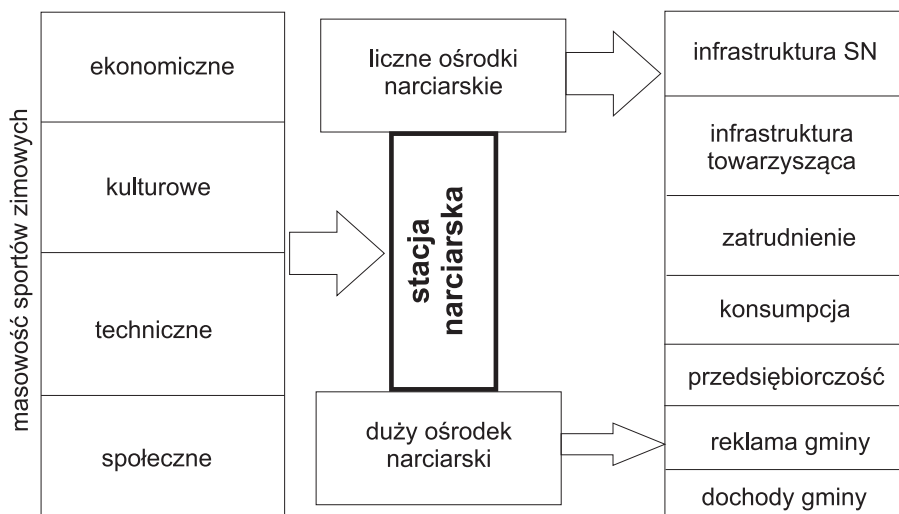 masowość sportów zimowych
ekonomiczne
kulturowe
techniczne
społeczne
liczne ośrodki
narciarskie
stacja
narciarska
duży ośrodek
narciarski
infrastruktura SN
infrastruktura
towarzysząca
zatrudnienie
konsumpcja
przedsiębiorczość
reklama gminy
dochody gminy